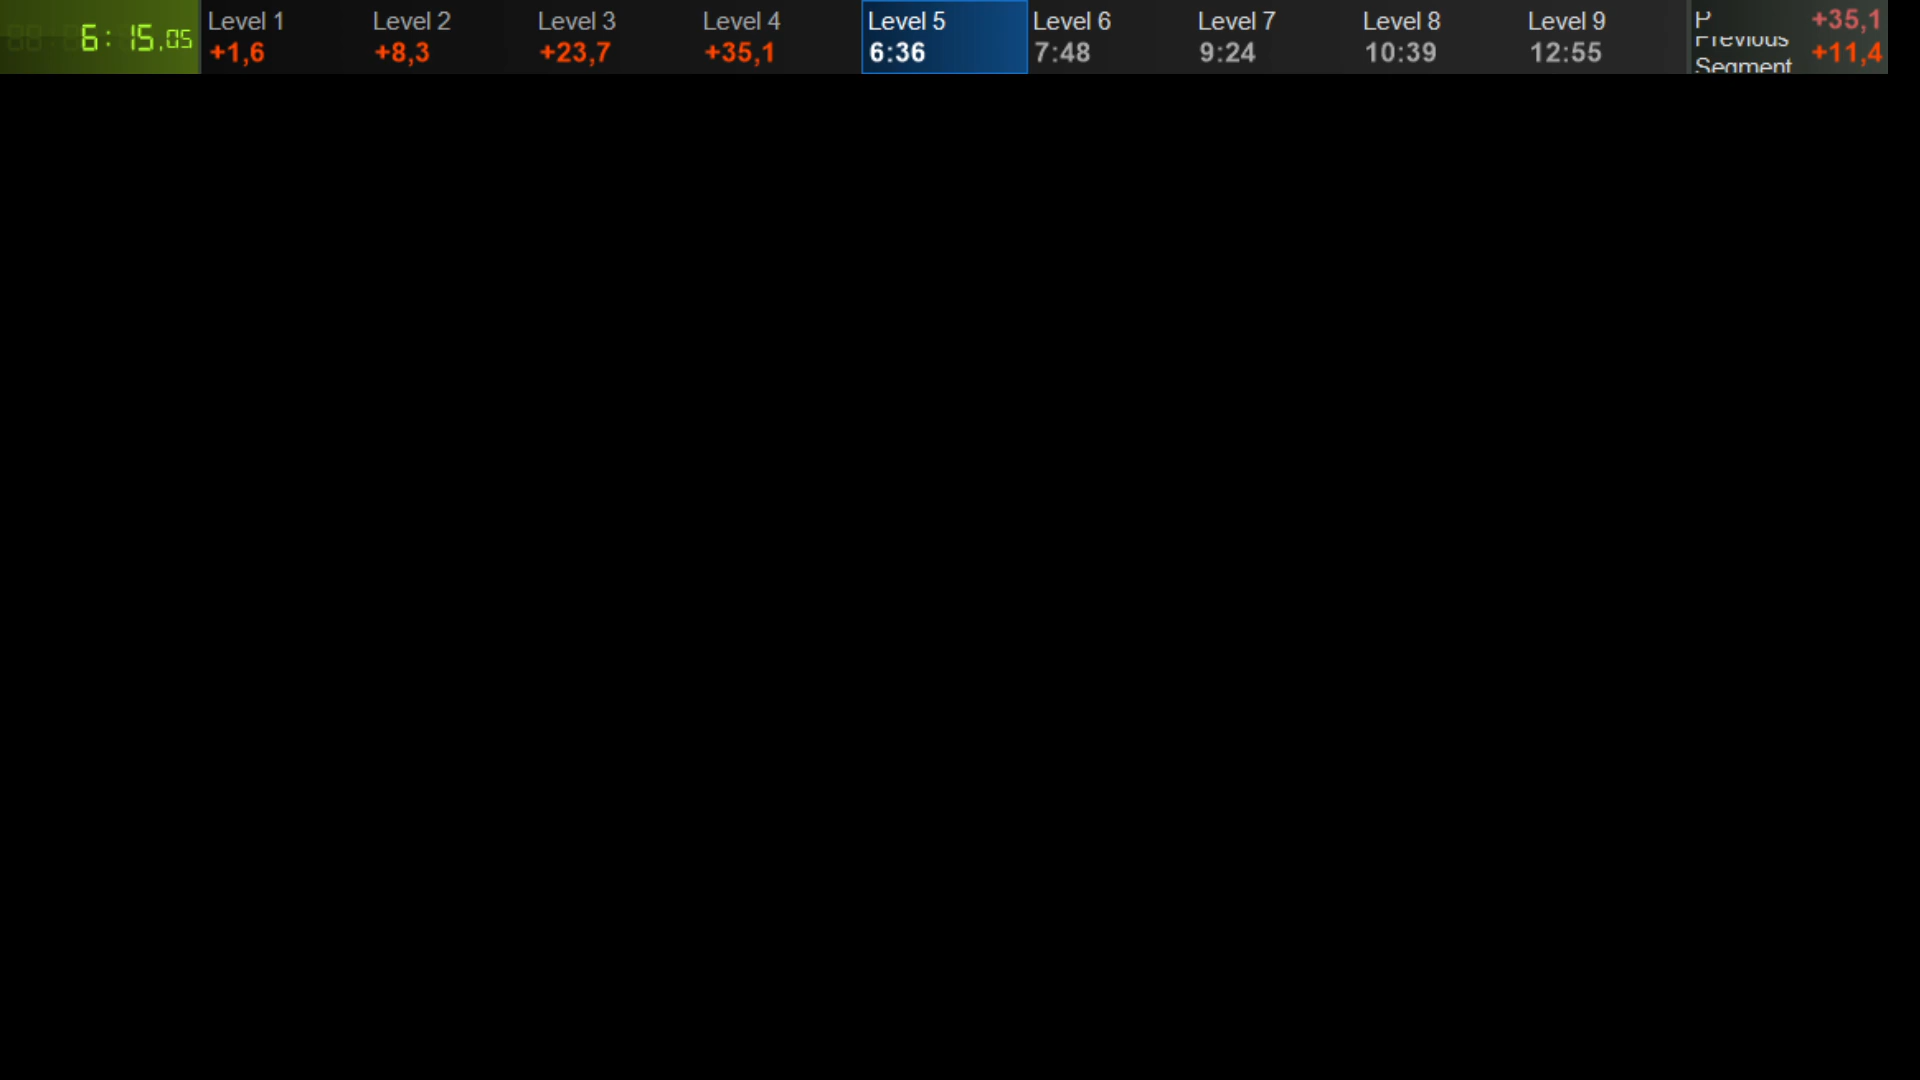 6:15,05
Level 1
+1,6
Level 2
+8,3
Level 3
+23,7
Level 4
+35,1
Level 5
6:36
Level 6
7:48
Level 7
9:24
Level 8
10:39
Level 9
12:55
P +35,1
Previous
Segment
+11,4